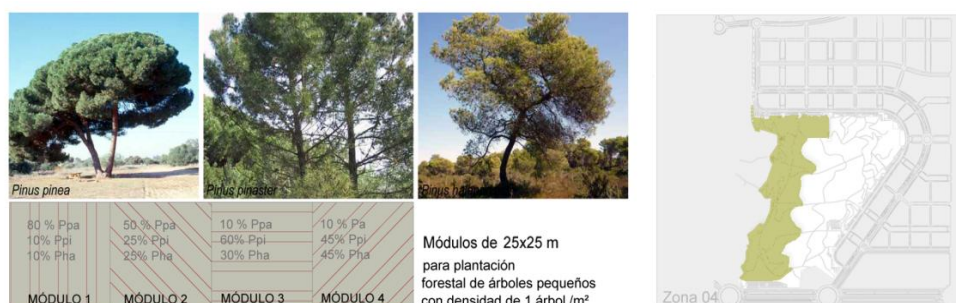 Pinus pinea
Pinus pinaster
Pinus
80 % Ppa
10% Ppi
10% Pha
MÓDULO 1
50 % Ppa
25% Ppi
25% Pha
MÓDULO 2
10 % Ppa
60% Ppi
30% Pha
MÓDULO 3
10 % Pa
45% Ppi
45% Pha
MÓDULO 4
Módulos de 25x25 m
para plantación
forestal de árboles pequeños
con densidad de 1 árbol /m²
Zona 04